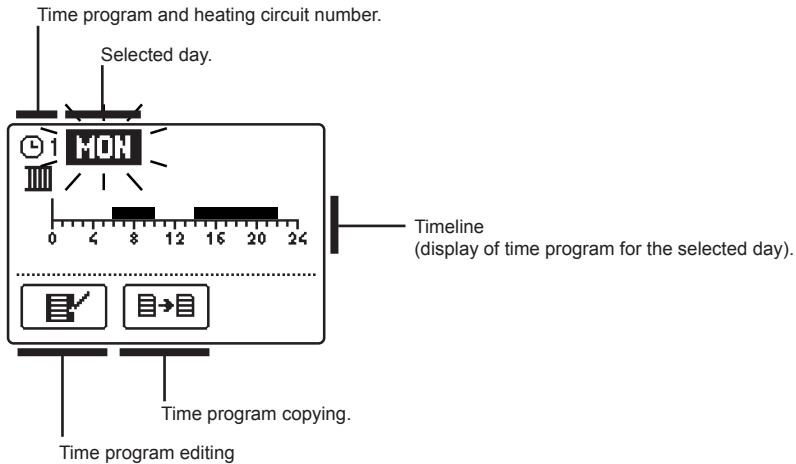 Time program and heating circuit number.
Selected day.
1 MON
0 4 8 12 16 20 24
Timeline
(display of time program for the selected day).
Time program copying.
Time program editing